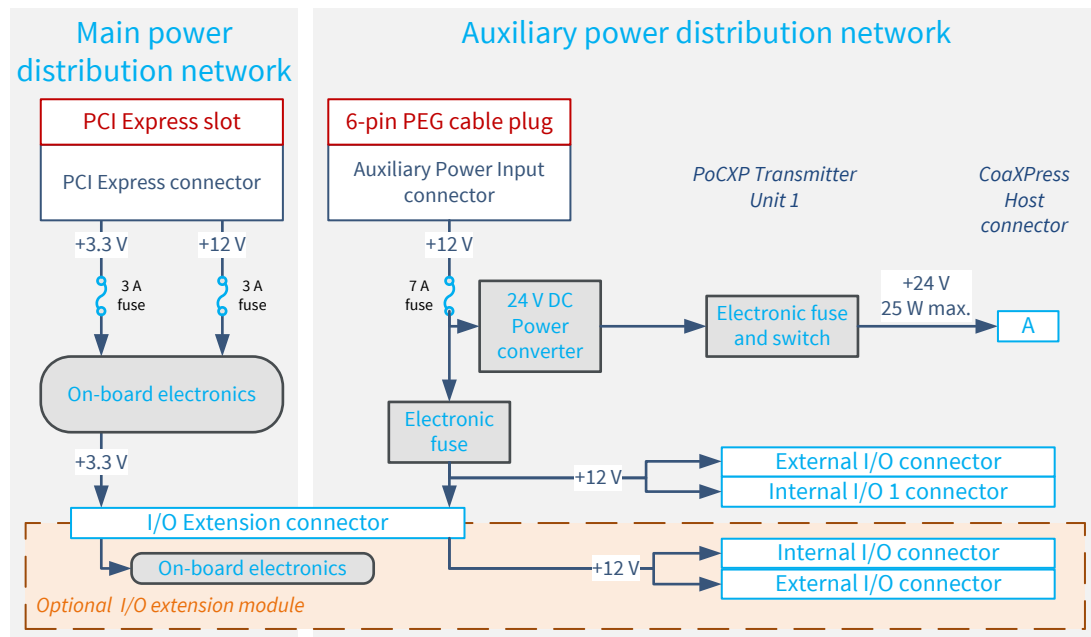 Main power
distribution network
Auxiliary power distribution network
PCI Express slot
PCI Express connector
6-pin PEG cable plug
Auxiliary Power Input
connector
PoCXP Transmitter
Unit 1
CoaXPress
Host
connector
+3.3 V
+12 V
+12 V
3 A
fuse
3 A
fuse
7 A
fuse
24 V DC
Power
converter
Electronic fuse
and switch
+24 V
25 W max.
A
On-board electronics
Electronic
fuse
+3.3 V
+12 V
External I/O connector
Internal I/O 1 connector
I/O Extension connector
On-board electronics
+12 V
Internal I/O connector
External I/O connector
Optional I/O extension module